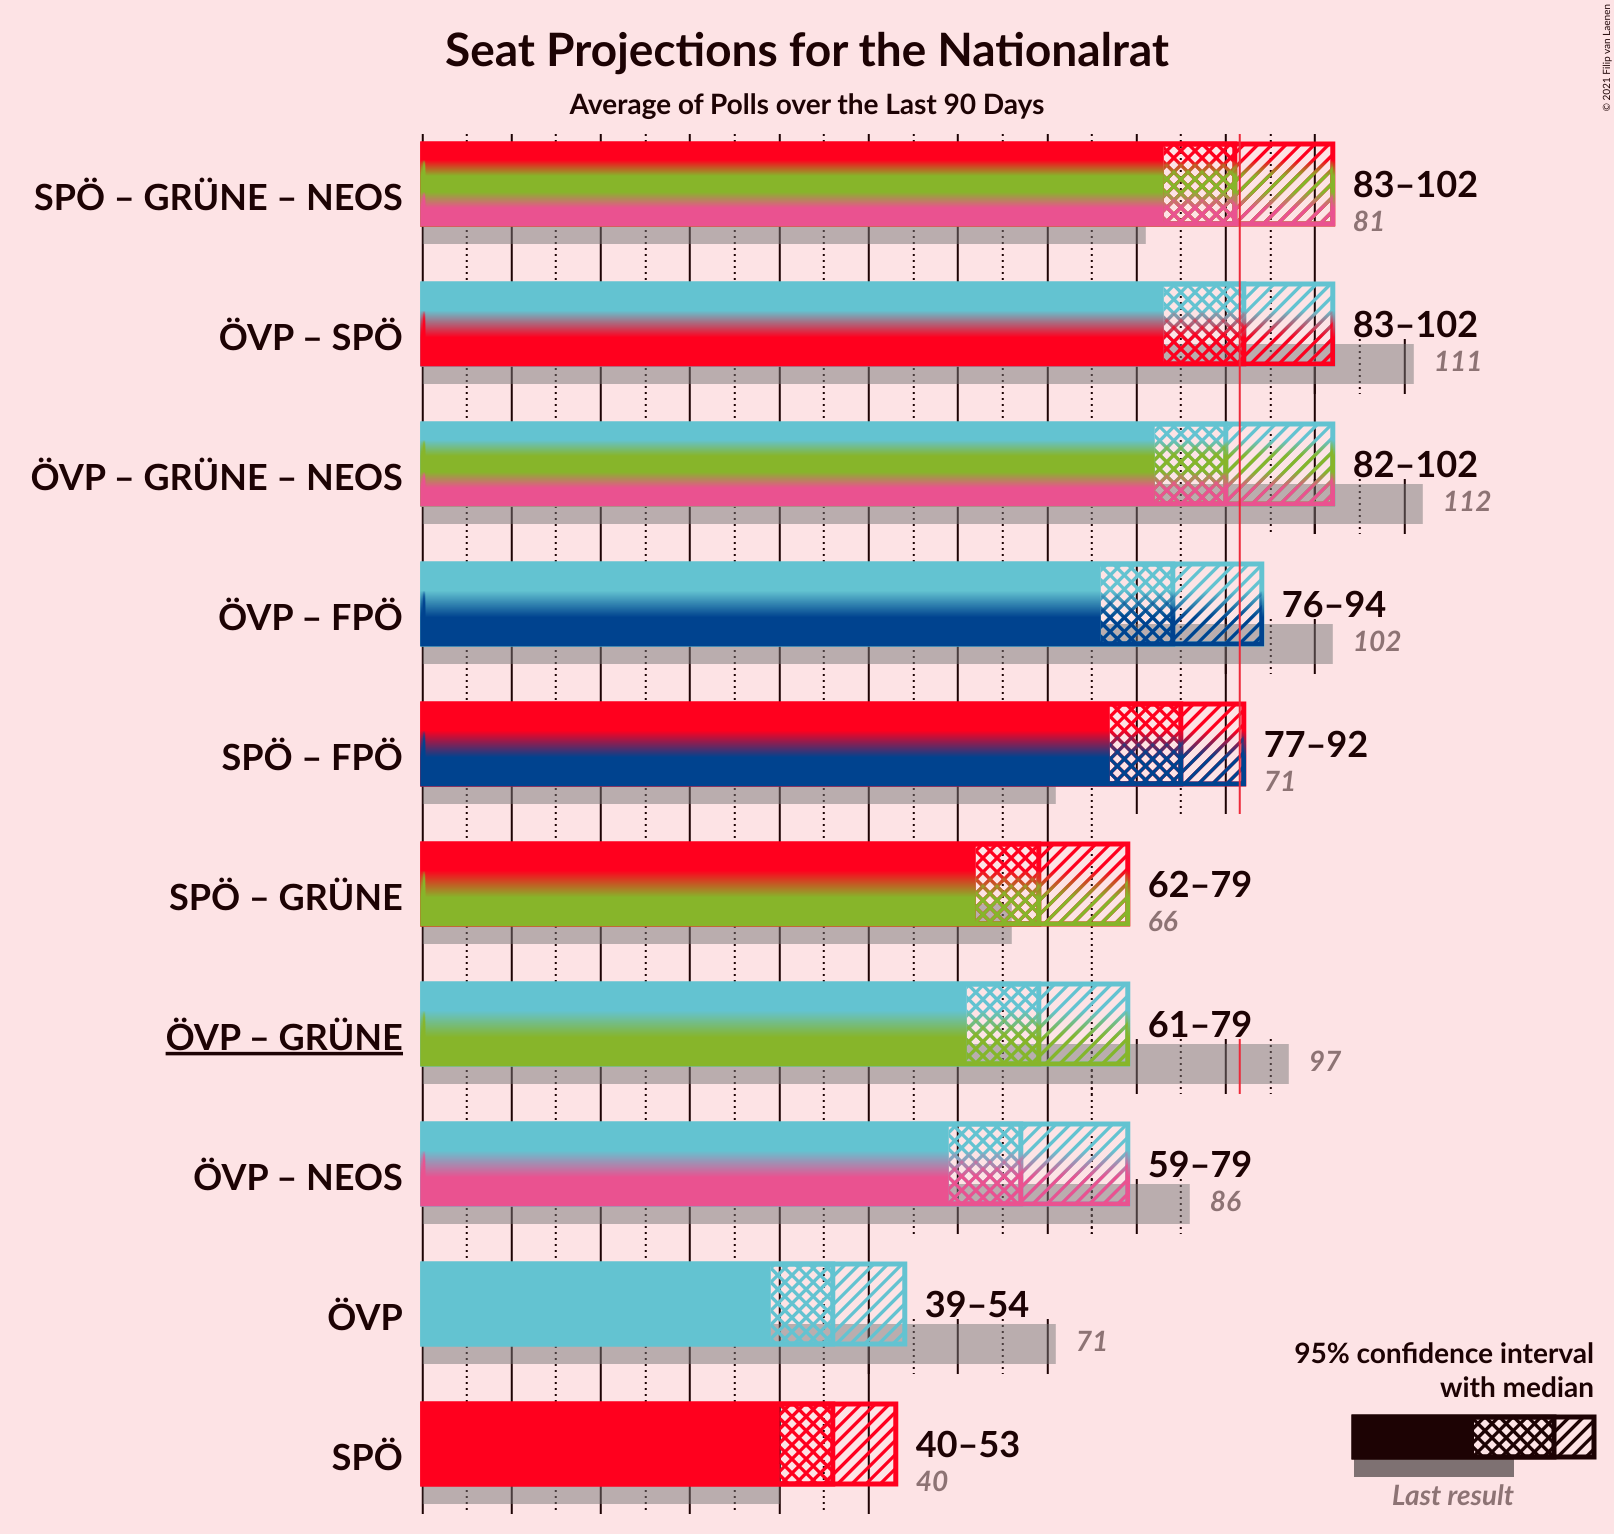 Seat Projections for the Nationalrat
Average of Polls over the Last 90 Days
© 2021 Filip van Laenen
SPÖ – GRÜNE – NEOS
83–102
81
ÖVP – SPÖ
83–102
111
ÖVP – GRÜNE – NEOS
82–102
112
ÖVP – FPÖ
76–94
102
SPÖ – FPÖ
77–92
71
SPÖ – GRÜNE
62–79
66
ÖVP – GRÜNE
61–79
97
ÖVP – NEOS
59–79
86
ÖVP
39–54
71
SPÖ
40–53
40
95% confidence interval
with median
Last result